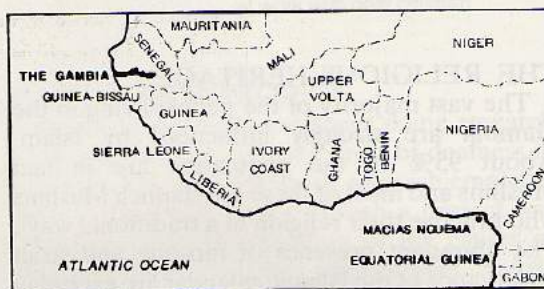 MAURITANIA
SENEGAL
MALI
NIGER
THE GAMBIA
GUINEA-BISSAU
GUINEA
UPPER
VOLTA
NIGERIA
SIERRA LEONE
IVORY
COAST
GHANA
TOGO
BENIN
LIBERIA
CAMEROON
MACIAS NGUEMA
EQUATORIAL GUINEA
ATLANTIC OCEAN
GABON